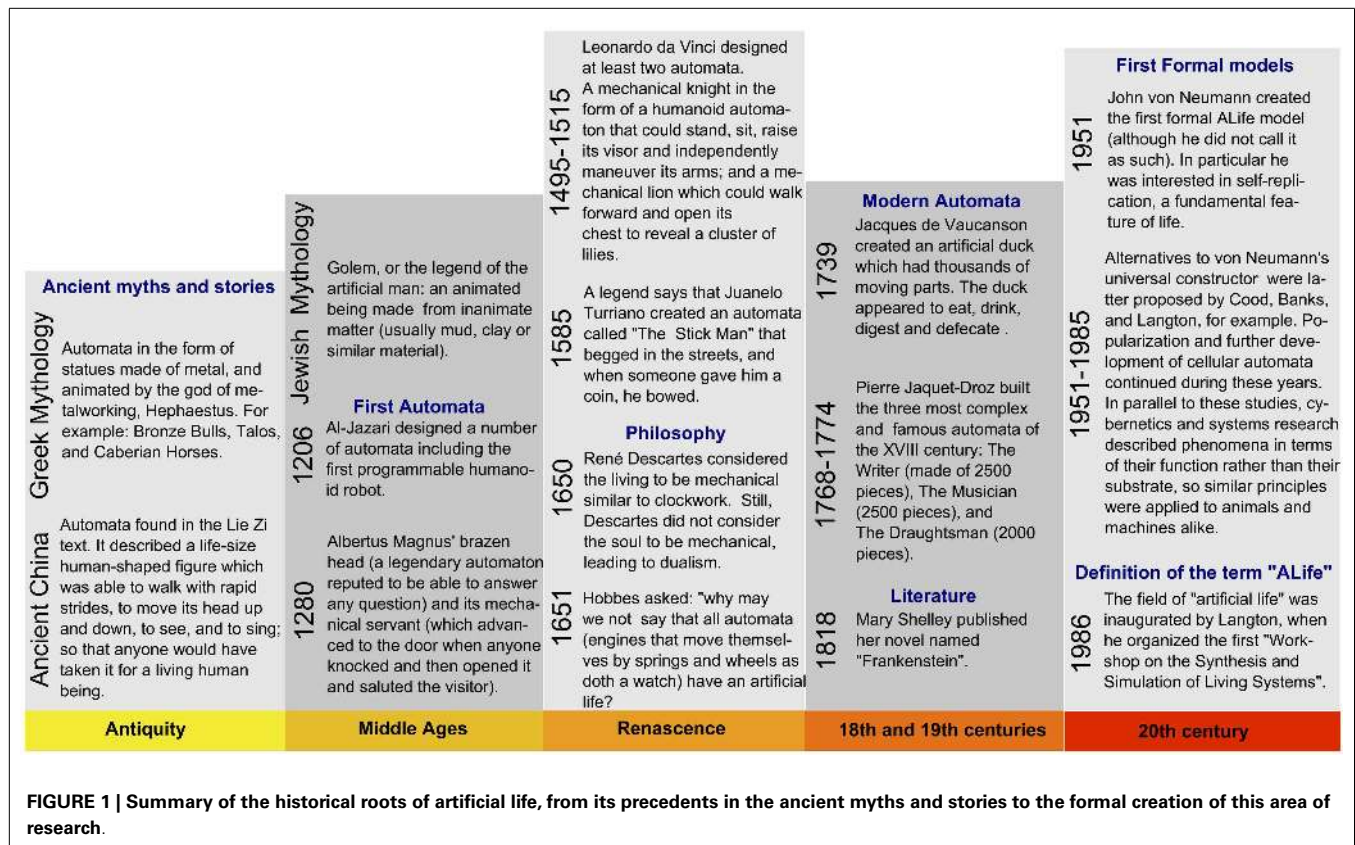 Ancient myths and stories
Greek Mythology
Automata in the form of
statues made of metal, and
animated by the god of me-
talworking, Hephaestus. For
example: Bronze Bulls, Talos,
and Caberian Horses.
Ancient China
Automata found in the Lie Zi
text. It described a life-size
human-shaped figure which
was able to walk with rapid
strides, to move its head up
and down, to see, and to sing;
so that anyone would have
taken it for a living human
being.
Antiquity
Jewish Mythology
Golem, or the legend of the
artificial man: an animated
being made from inanimate
matter (usually mud, clay or
similar material).
First Automata
1206
Al-Jazari designed a number
of automata including the
first programmable humano-
id robot.
1280
Albertus Magnus' brazen
head (a legendary automaton
reputed to be able to answer
any question) and its mecha-
nical servant (which advan-
ced to the door when anyone
knocked and then opened it
and saluted the visitor).
Middle Ages
1495-1515
Leonardo da Vinci designed
at least two automata.
A mechanical knight in the
form of a humanoid automa-
ton that could stand, sit, raise
its visor and independently
maneuver its arms; and a me-
chanical lion which could walk
forward and open its
chest to reveal a cluster of
lilies.
1585
A legend says that Juanelo
Turriano created an automata
called "The Stick Man" that
begged in the streets, and
when someone gave him a
coin, he bowed.
Philosophy
1650
René Descartes considered
the living to be mechanical
similar to clockwork. Still,
Descartes did not consider
the soul to be mechanical,
leading to dualism.
1651
Hobbes asked: "why may
we not say that all automata
(engines that move themsel-
ves by springs and wheels as
doth a watch) have an artificial
life?
Renascence
Modern Automata
1739
Jacques de Vaucanson
created an artificial duck
which had thousands of
moving parts. The duck
appeared to eat, drink,
digest and defecate .
1768-1774
Pierre Jaquet-Droz built
the three most complex
and famous automata of
the XVIII century: The
Writer (made of 2500
pieces), The Musician
(2500 pieces), and
The Draughtsman (2000
pieces).
Literature
1818
Mary Shelley published
her novel named
"Frankenstein".
18th and 19th centuries
First Formal models
1951
John von Neumann created
the first formal ALife model
(although he did not call it
as such). In particular he
was interested in self-repli-
cation, a fundamental fea-
ture of life.
1951-1985
Alternatives to von Neumann's
universal constructor were la-
tter proposed by Cood, Banks,
and Langton, for example. Po-
pularization and further deve-
lopment of cellular automata
continued during these years.
In parallel to these studies, cy-
bernetics and systems research
described phenomena in terms
of their function rather than their
substrate, so similar principles
were applied to animals and
machines alike.
Definition of the term "ALife"
1986
The field of "artificial life" was
inaugurated by Langton, when
he organized the first "Work-
shop on the Synthesis and
Simulation of Living Systems".
20th century
FIGURE 1 | Summary of the historical roots of artificial life, from its precedents in the ancient myths and stories to the formal creation of this area of
research.